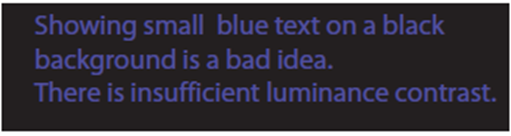 Showing small  blue text on a black
background is a bad idea.
There is insufficient luminance contrast.